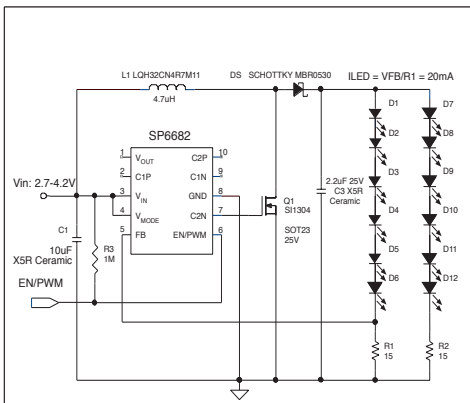 L1 LQH32CN4R7M11
4.7uH
DS SCHOTTKY MBR0530
ILED = VFB/R1 = 20mA
SP6682
1 VOUT C2P 10
2 C1P C1N 9
3 VIN GND 8
4 VMODE C2N 7
5 FB EN/PWM 6
Vin: 2.7-4.2V
C1
10uF
X5R Ceramic
R3
1M
EN/PWM
Q1
SI1304
SOT23
25V
2.2uF 25V
C3 X5R
Ceramic
D1
D2
D3
D4
D5
D6
D7
D8
D9
D10
D11
D12
R1
15
R2
15